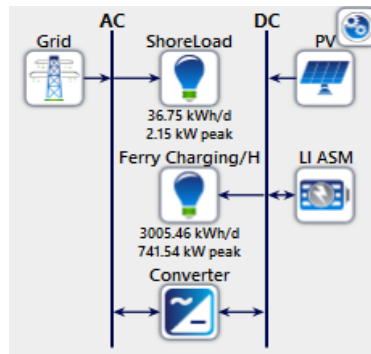 AC DC
Grid ShoreLoad PV
36.75 kWh/d
2.15 kW peak
Ferry Charging/H LI ASM
3005.46 kWh/d
741.54 kW peak
Converter